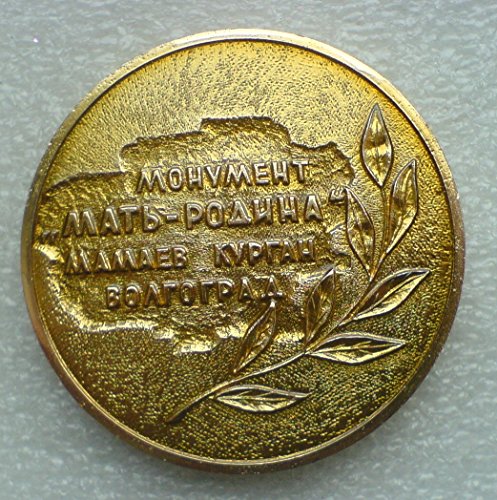 МОНУМЕНТ
„МАТЬ-РОДИНА“
МАМАЕВ КУРГАН
ВОЛГОГРАД